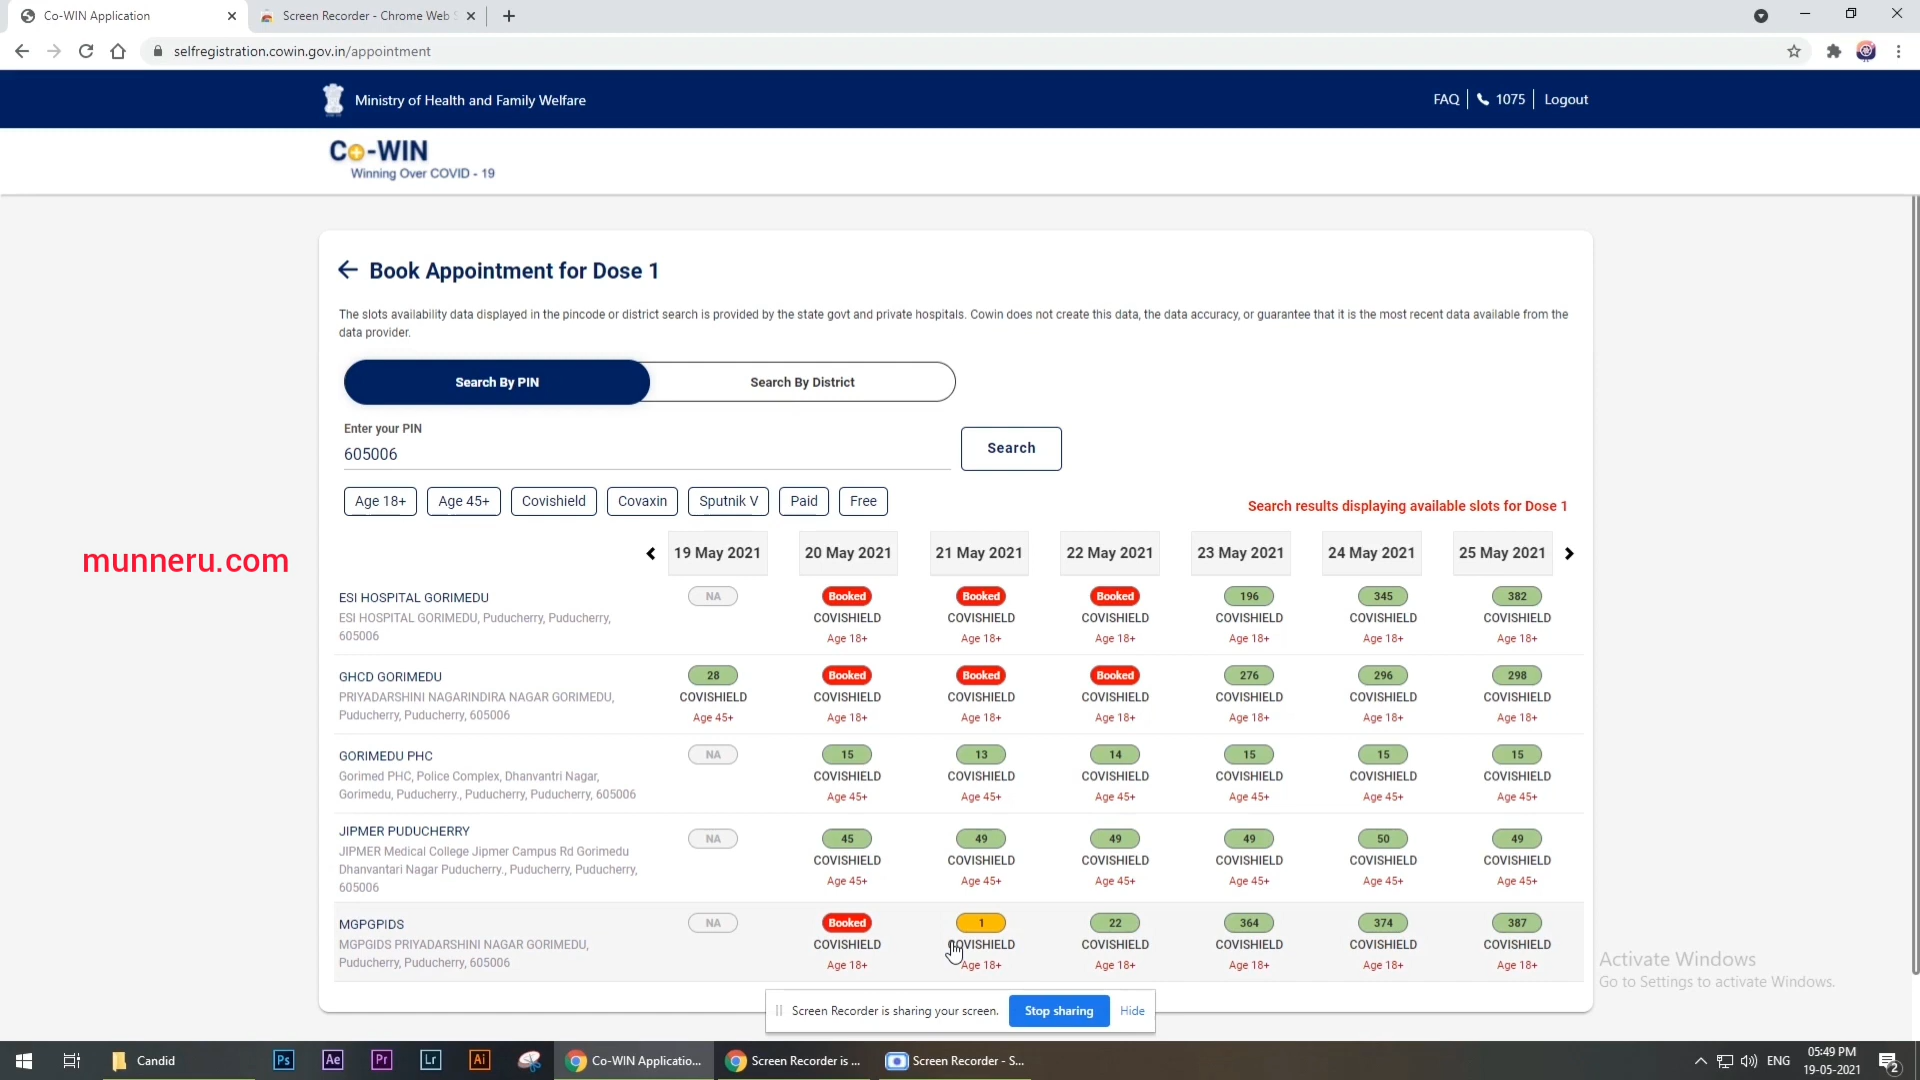 Co-WIN Application
Screen Recorder - Chrome Web
selfregistration.cowin.gov.in/appointment
Ministry of Health and Family Welfare
FAQ 1075 Logout
Co-WIN
Winning Over COVID - 19
Book Appointment for Dose 1
The slots availability data displayed in the pincode or district search is provided by the state govt and private hospitals. Cowin does not create this data, the data accuracy, or guarantee that it is the most recent data available from the
data provider.
Search By PIN Search By District
Enter your PIN
605006
Search
Age 18+ Age 45+ Covishield Covaxin Sputnik V Paid Free
Search results displaying available slots for Dose 1
munneru.com
19 May 2021 20 May 2021 21 May 2021 22 May 2021 23 May 2021 24 May 2021 25 May 2021
ESI HOSPITAL GORIMEDU
ESI HOSPITAL GORIMEDU, Puducherry, Puducherry,
605006
NA Booked Booked Booked 196 345 382
COVISHIELD COVISHIELD COVISHIELD COVISHIELD COVISHIELD COVISHIELD
Age 18+ Age 18+ Age 18+ Age 18+ Age 18+ Age 18+
GHCD GORIMEDU
PRIYADARSHINI NAGARINDIRA NAGAR GORIMEDU,
Puducherry, Puducherry, 605006
28 Booked Booked Booked 276 296 298
COVISHIELD COVISHIELD COVISHIELD COVISHIELD COVISHIELD COVISHIELD COVISHIELD
Age 45+ Age 18+ Age 18+ Age 18+ Age 18+ Age 18+ Age 18+
GORIMEDU PHC
Gorimed PHC, Police Complex, Dhanvantri Nagar,
Gorimedu, Puducherry., Puducherry, Puducherry, 605006
NA 15 13 14 15 15 15
COVISHIELD COVISHIELD COVISHIELD COVISHIELD COVISHIELD COVISHIELD
Age 45+ Age 45+ Age 45+ Age 45+ Age 45+ Age 45+
JIPMER PUDUCHERRY
JIPMER Medical College Jipmer Campus Rd Gorimedu
Dhanvantari Nagar Puducherry., Puducherry, Puducherry,
605006
NA 45 49 49 49 50 49
COVISHIELD COVISHIELD COVISHIELD COVISHIELD COVISHIELD COVISHIELD
Age 45+ Age 45+ Age 45+ Age 45+ Age 45+ Age 45+
MGPGPIDS
MGPGIDS PRIYADARSHINI NAGAR GORIMEDU,
Puducherry, Puducherry, 605006
NA Booked 1 22 364 374 387
COVISHIELD COVISHIELD COVISHIELD COVISHIELD COVISHIELD COVISHIELD
Age 18+ Age 18+ Age 18+ Age 18+ Age 18+ Age 18+
Activate Windows
Go to Settings to activate Windows.
Screen Recorder is sharing your screen. Stop sharing Hide
Candid
Ps Ae Pr Lr Ai
Co-WIN Applicatio...
Screen Recorder is ...
Screen Recorder - S...
ENG
05:49 PM
19-05-2021
2